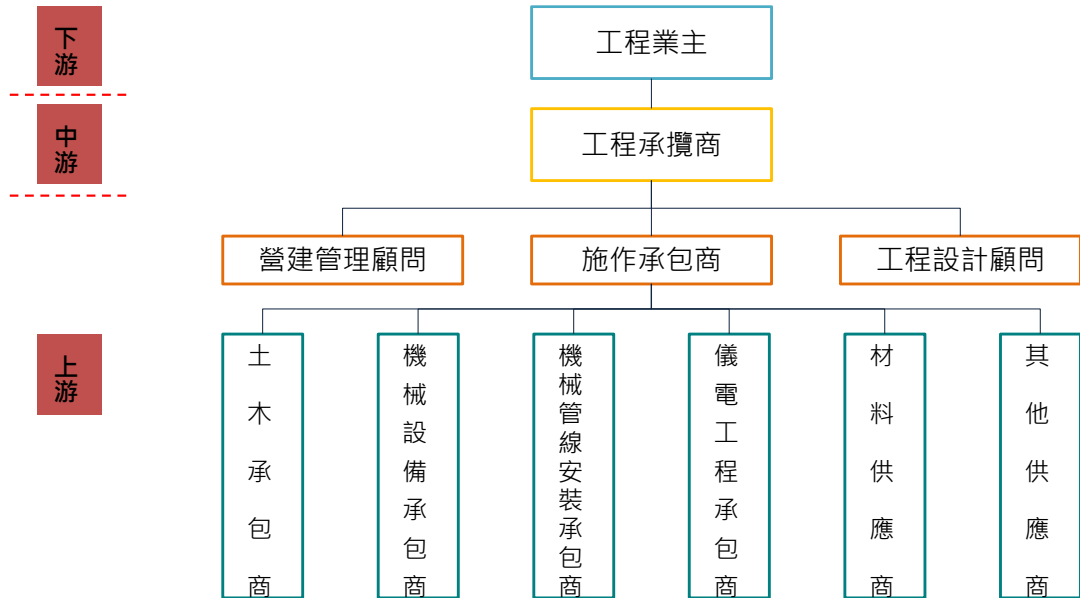 下游
工程業主
中游
工程承攬商
營建管理顧問
施作承包商
工程設計顧問
上游
土木承包商
機械設備承包商
機械管線安裝承包商
儀電工程承包商
材料供應商
其他供應商